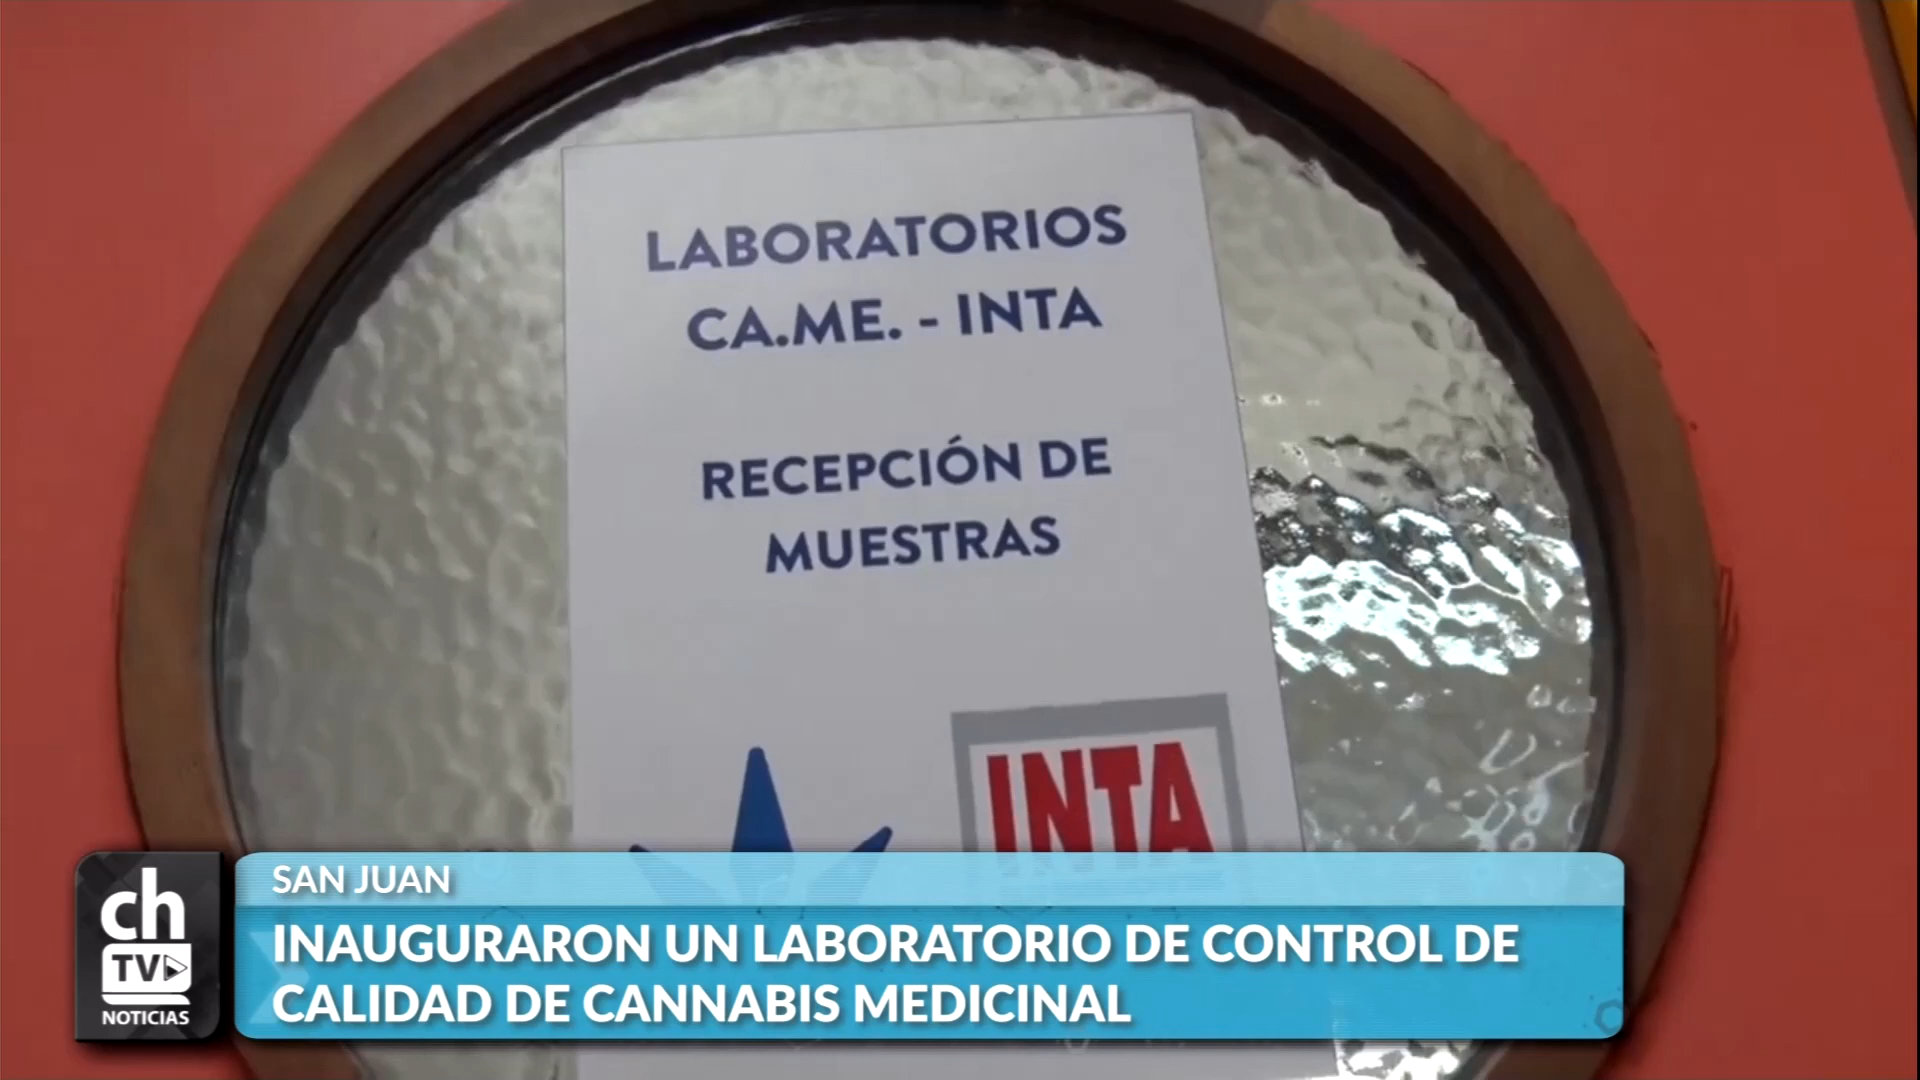 LABORATORIOS
CA.ME. - INTA
RECEPCIÓN DE
MUESTRAS
INTA
ch
TV
NOTICIAS
SAN JUAN
INAUGURARON UN LABORATORIO DE CONTROL DE
CALIDAD DE CANNABIS MEDICINAL